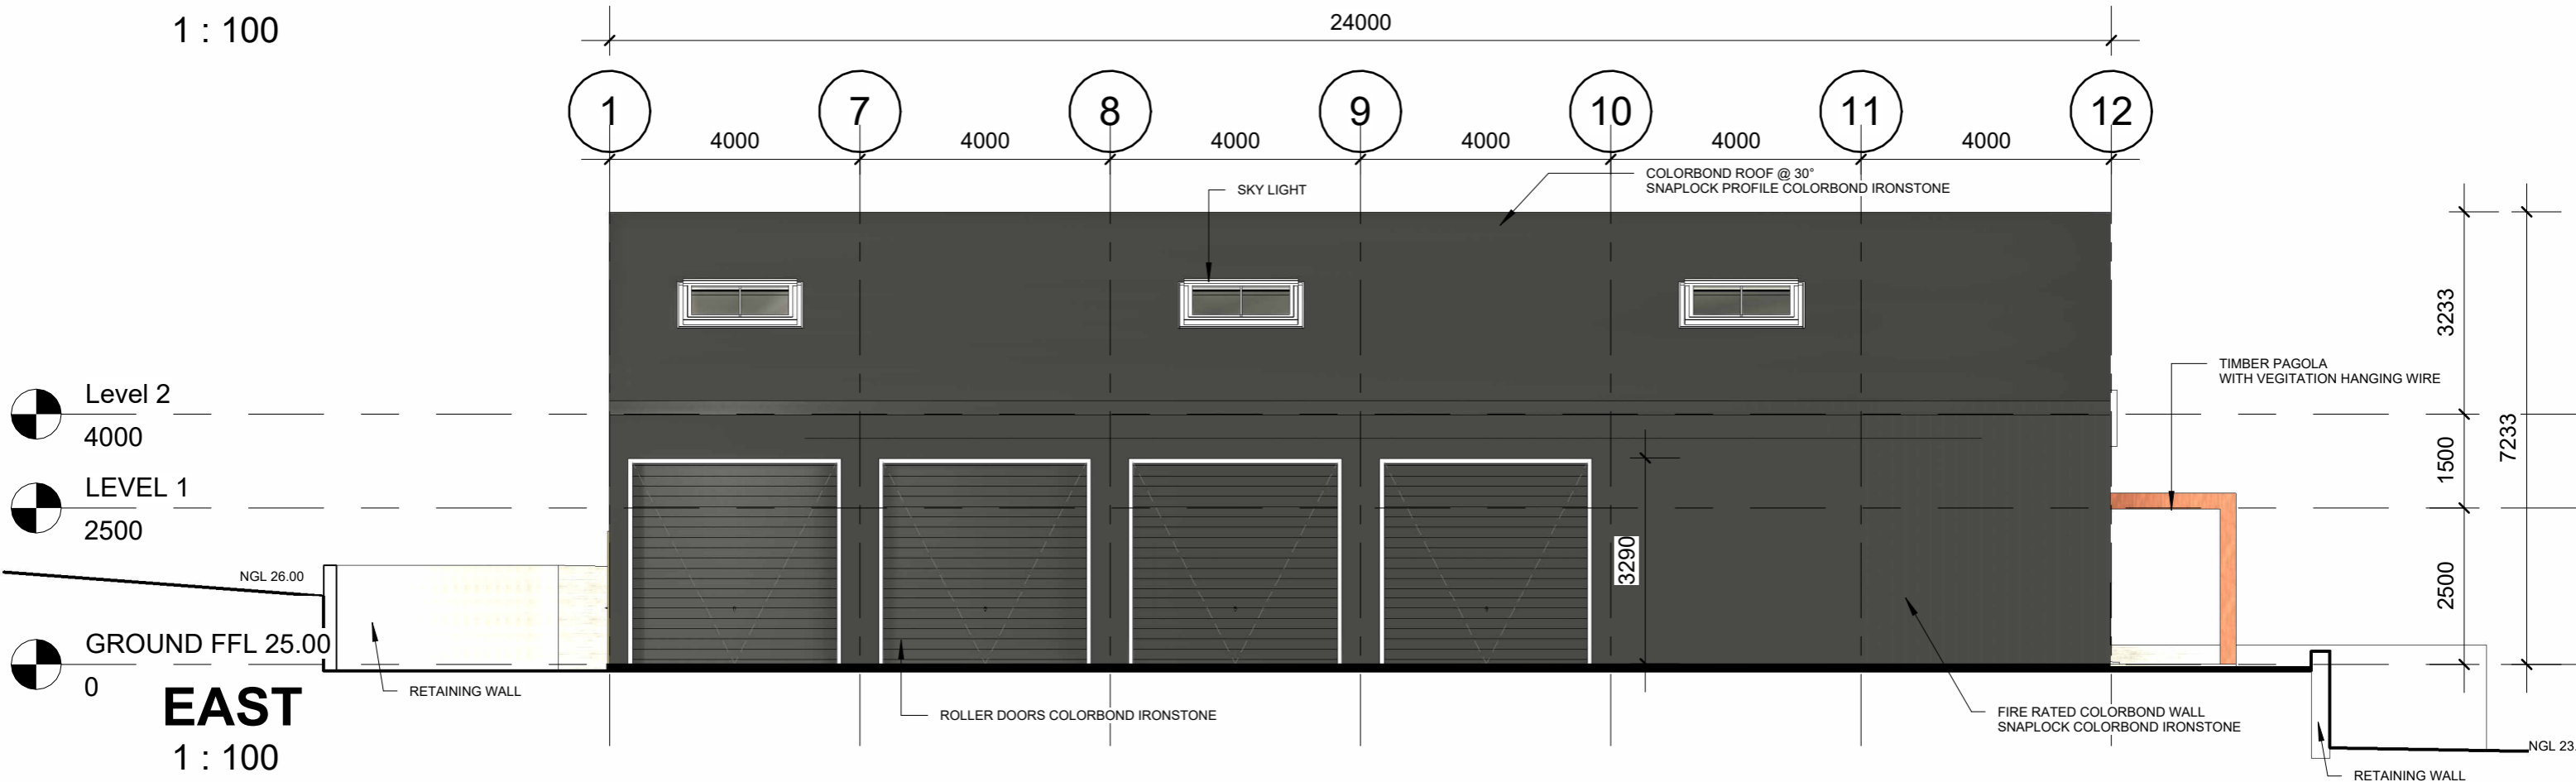 1 : 100
24000
1
7
8
9
10
11
12
4000
4000
4000
4000
4000
4000
SKY LIGHT
COLORBOND ROOF @ 30°
SNAPLOCK PROFILE COLORBOND IRONSTONE
3233
TIMBER PAGOLA
WITH VEGITATION HANGING WIRE
Level 2
4000
1500
7233
LEVEL 1
2500
3290
2500
NGL 26.00
GROUND FFL 25.00
0
RETAINING WALL
ROLLER DOORS COLORBOND IRONSTONE
FIRE RATED COLORBOND WALL
SNAPLOCK COLORBOND IRONSTONE
NGL 23.
RETAINING WALL
EAST
1 : 100